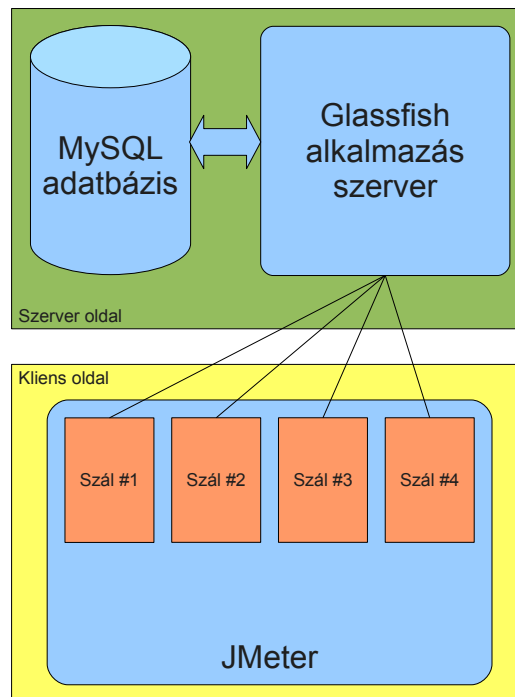 MySQL
adatbázis
Glassfish
alkalmazás
szerver
Szerver oldal
Kliens oldal
Szál #1
Szál #2
Szál #3
Szál #4
JMeter